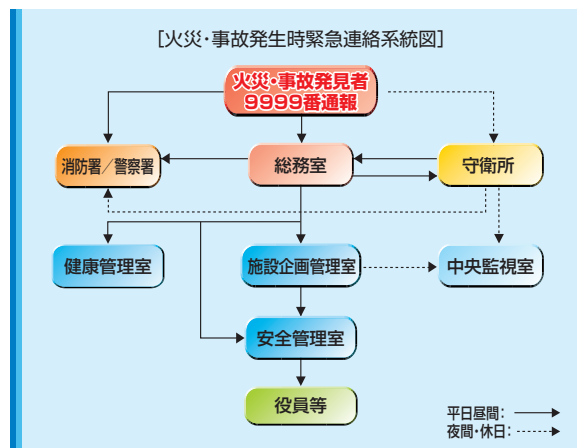 [火災・事故発生時緊急連絡系統図]
火災・事故発見者
9999番通報
消防署／警察署
総務室
守衛所
健康管理室
施設企画管理室
中央監視室
安全管理室
役員等
平日昼間：
夜間・休日：